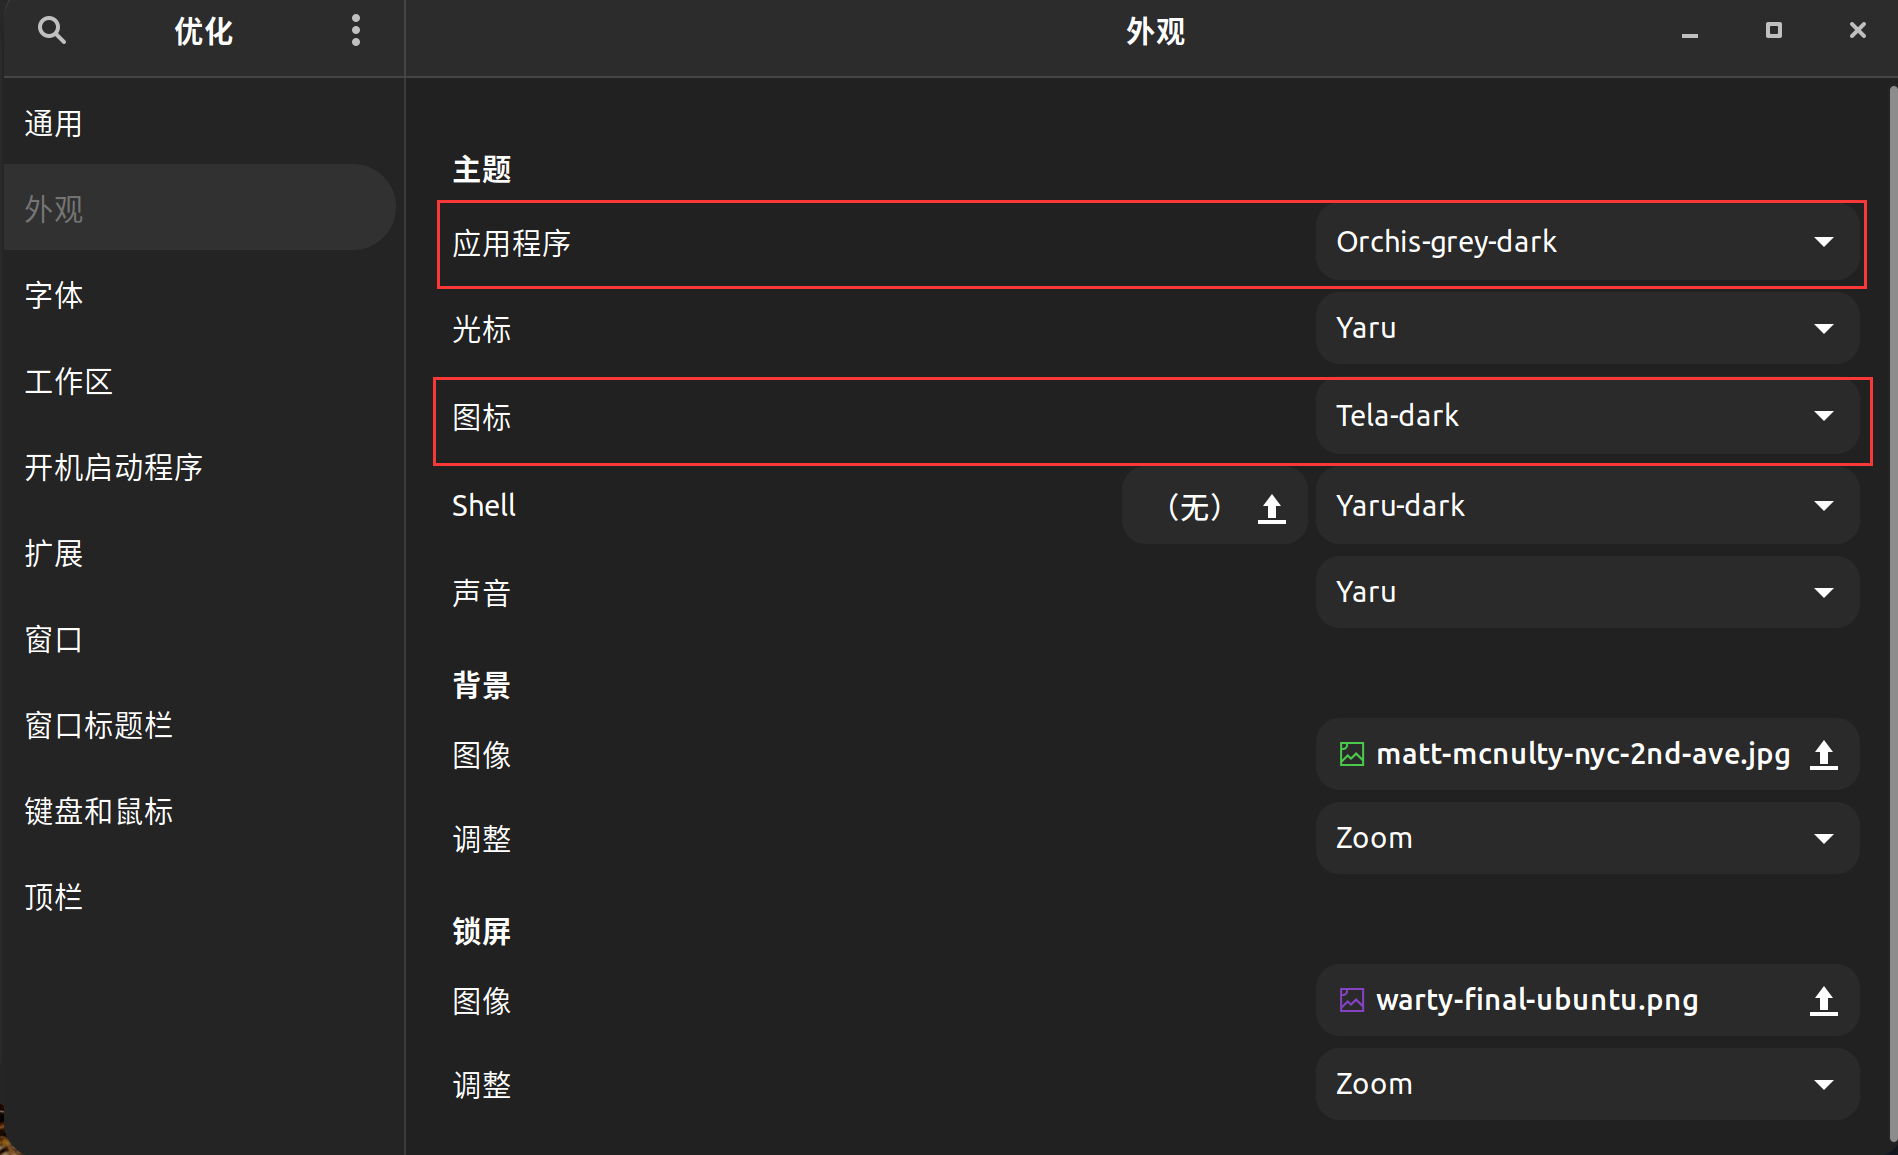 优化
外观
通用
外观
字体
工作区
开机启动程序
扩展
窗口
窗口标题栏
键盘和鼠标
顶栏
主题
应用程序 Orchis-grey-dark
光标 Yaru
图标 Tela-dark
Shell （无） Yaru-dark
声音 Yaru
背景
图像 matt-mcnulty-nyc-2nd-ave.jpg
调整 Zoom
锁屏
图像 warty-final-ubuntu.png
调整 Zoom